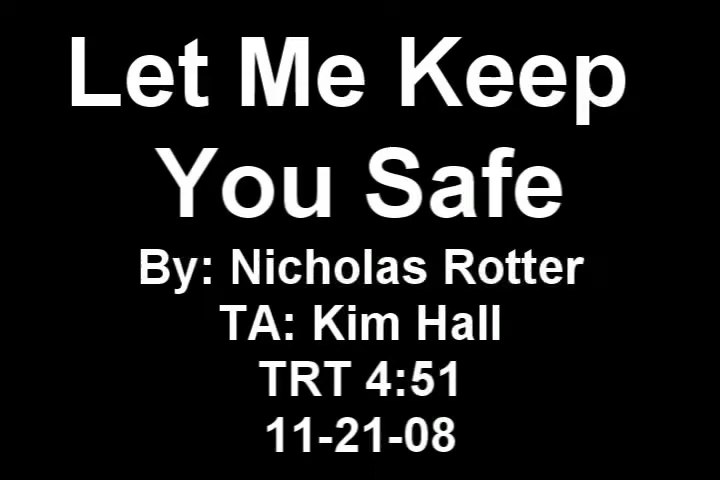 Let Me Keep
You Safe
By: Nicholas Rotter
TA: Kim Hall
TRT 4:51
11-21-08